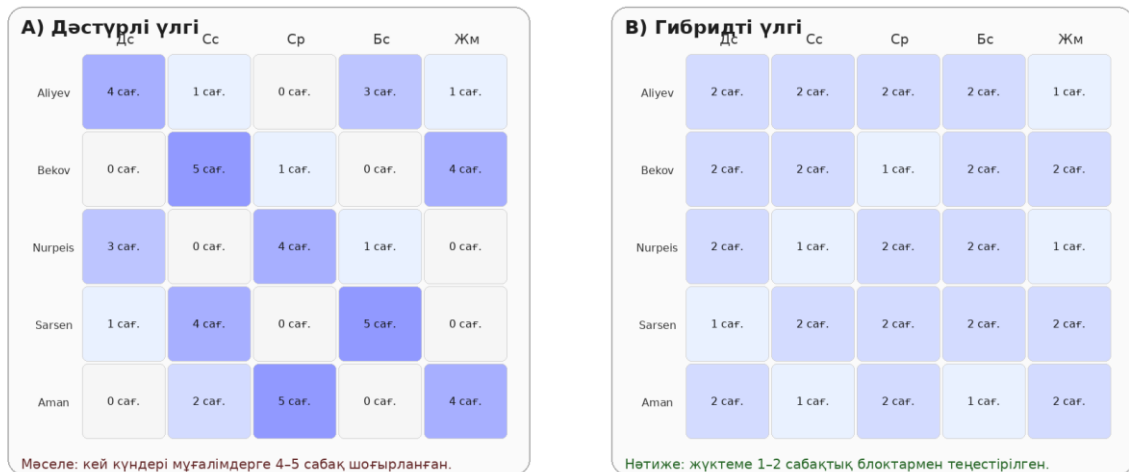 А) Дәстүрлі үлгі
Дс Сс Ср Бс Жм
Aliyev 4 сағ. 1 сағ. 0 сағ. 3 сағ. 1 сағ.
Bekov 0 сағ. 5 сағ. 1 сағ. 0 сағ. 4 сағ.
Nurpeis 3 сағ. 0 сағ. 4 сағ. 1 сағ. 0 сағ.
Sarsen 1 сағ. 4 сағ. 0 сағ. 5 сағ. 0 сағ.
Aman 0 сағ. 2 сағ. 5 сағ. 0 сағ. 4 сағ.
Мәселе: кей күндері мұғалімдерге 4–5 сабақ шоғырланған.
В) Гибридті үлгі
Дс Сс Ср Бс Жм
Aliyev 2 сағ. 2 сағ. 2 сағ. 2 сағ. 1 сағ.
Bekov 2 сағ. 2 сағ. 1 сағ. 2 сағ. 2 сағ.
Nurpeis 2 сағ. 1 сағ. 2 сағ. 2 сағ. 1 сағ.
Sarsen 1 сағ. 2 сағ. 2 сағ. 2 сағ. 2 сағ.
Aman 2 сағ. 1 сағ. 2 сағ. 1 сағ. 2 сағ.
Нәтиже: жүктеме 1–2 сабақтық блоктармен теңестірілген.